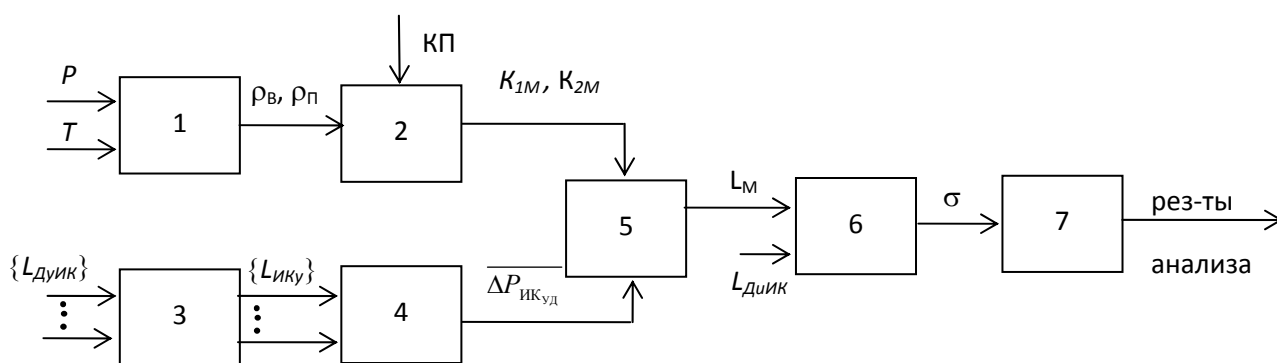 КП
P
T
1
ρВ, ρП
2
K1M, K2M
{LДуИК}
3
{LИКу}
4
ΔPИКУД
5
LМ
LДиИК
6
σ
7
рез-ты
анализа